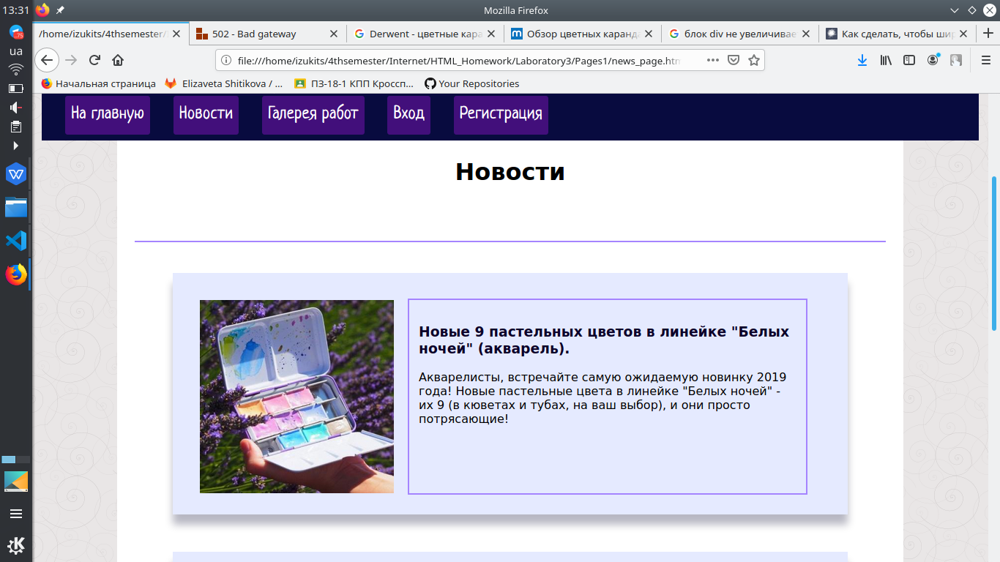 13:31
Mozilla Firefox
/home/izukits/4thsemester/
502 - Bad gateway
Derwent - цветные кара
Обзор цветных каранда
блок div не увеличивае
Как сделать, чтобы шир
ua
file:///home/izukits/4thsemester/Internet/HTML_Homework/Laboratory3/Pages1/news_page.htm
Начальная страница
Elizaveta Shitikova / ...
ПЗ-18-1 КПП Кроссп...
Your Repositories
На главную
Новости
Галерея работ
Вход
Регистрация
Новости
Новые 9 пастельных цветов в линейке "Белых
ночей" (акварель).
Акварелисты, встречайте самую ожидаемую новинку 2019
года! Новые пастельные цвета в линейке "Белых ночей" -
их 9 (в кюветах и тубах, на ваш выбор), и они просто
потрясающие!